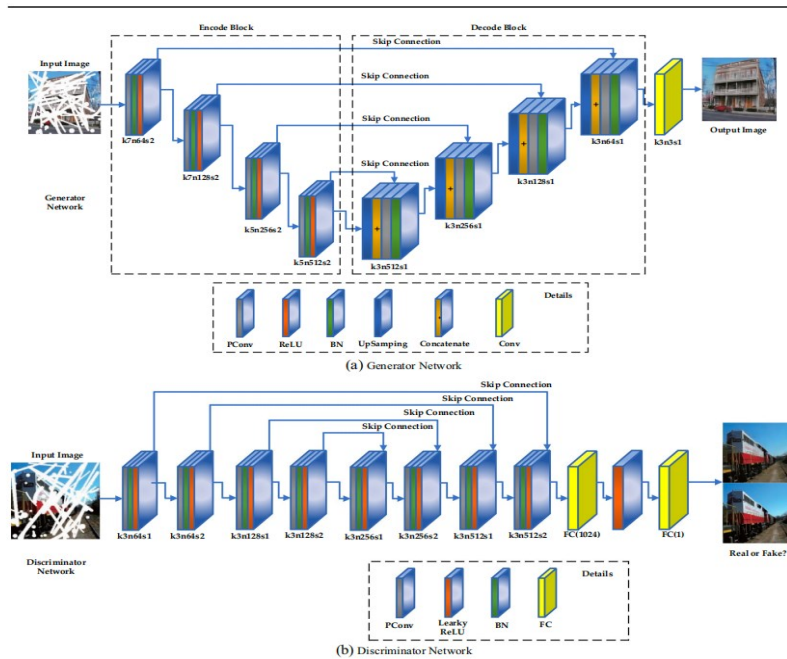 Encode Block
Decode Block
Skip Connection
Input Image
Skip Connection
Output Image
k7n64s2
k3n64s1
k3n3s1
Skip Connection
k7n128s2
k3n128s1
Skip Connection
Generator
Network
k5n256s2
k3n256s1
k5n512s2
k3n512s1
Details
PConv
ReLU
BN
UpSamping
Concatenate
Conv
(a) Generator Network
Skip Connection
Skip Connection
Skip Connection
Skip Connection
Input Image
k3n64s1
k3n64s2
k3n128s1
k3n128s2
k3n256s1
k3n256s2
k3n512s1
k3n512s2
FC(1024)
FC(1)
Real or Fake?
Discriminator
Network
Details
PConv
Learky
ReLU
BN
FC
(b) Discriminator Network